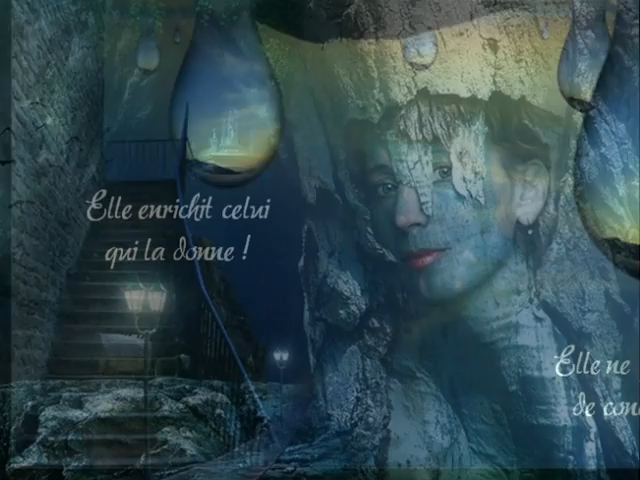 Elle enrichit celui
qui la donne !
Elle ne
de